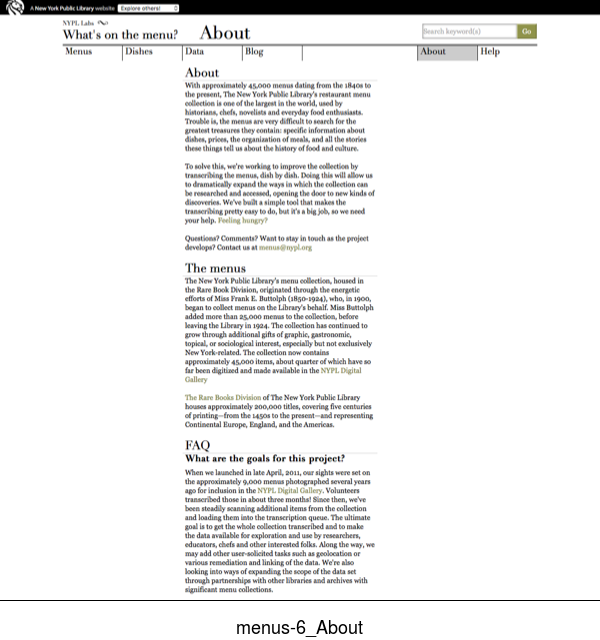 A New York Public Library website Explore others!
NYPL Labs
What's on the menu? About
Search keyword(s) Go
Menus Dishes Data Blog About Help
About
With approximately 45,000 menus dating from the 1840s to
the present, The New York Public Library's restaurant menu
collection is one of the largest in the world, used by
historians, chefs, novelists and everyday food enthusiasts.
Trouble is, the menus are very difficult to search for the
greatest treasures they contain: specific information about
dishes, prices, the organization of meals, and all the stories
these things tell us about the history of food and culture.
To solve this, we're working to improve the collection by
transcribing the menus, dish by dish. Doing this will allow us
to dramatically expand the ways in which the collection can
be researched and accessed, opening the door to new kinds of
discoveries. We've built a simple tool that makes the
transcribing pretty easy to do, but it's a big job, so we need
your help. Feeling hungry?
Questions? Comments? Want to stay in touch as the project
develops? Contact us at menus@nypl.org
The menus
The New York Public Library's menu collection, housed in
the Rare Book Division, originated through the energetic
efforts of Miss Frank E. Buttolph (1850-1924), who, in 1900,
began to collect menus on the Library's behalf. Miss Buttolph
added more than 25,000 menus to the collection, before
leaving the Library in 1924. The collection has continued to
grow through additional gifts of graphic, gastronomic,
topical, or sociological interest, especially but not exclusively
New York-related. The collection now contains
approximately 45,000 items, about quarter of which have so
far been digitized and made available in the NYPL Digital
Gallery
The Rare Books Division of The New York Public Library
houses approximately 200,000 titles, covering five centuries
of printing—from the 1450s to the present—and representing
Continental Europe, England, and the Americas.
FAQ
What are the goals for this project?
When we launched in late April, 2011, our sights were set on
the approximately 9,000 menus photographed several years
ago for inclusion in the NYPL Digital Gallery. Volunteers
transcribed those in about three months! Since then, we've
been steadily scanning additional items from the collection
and loading them into the transcription queue. The ultimate
goal is to get the whole collection transcribed and to make
the data available for exploration and use by researchers,
educators, chefs and other interested folks. Along the way, we
may add other user-solicited tasks such as geolocation or
various remediation and linking of the data. We're also
looking into ways of expanding the scope of the data set
through partnerships with other libraries and archives with
significant menu collections.
menus-6_About